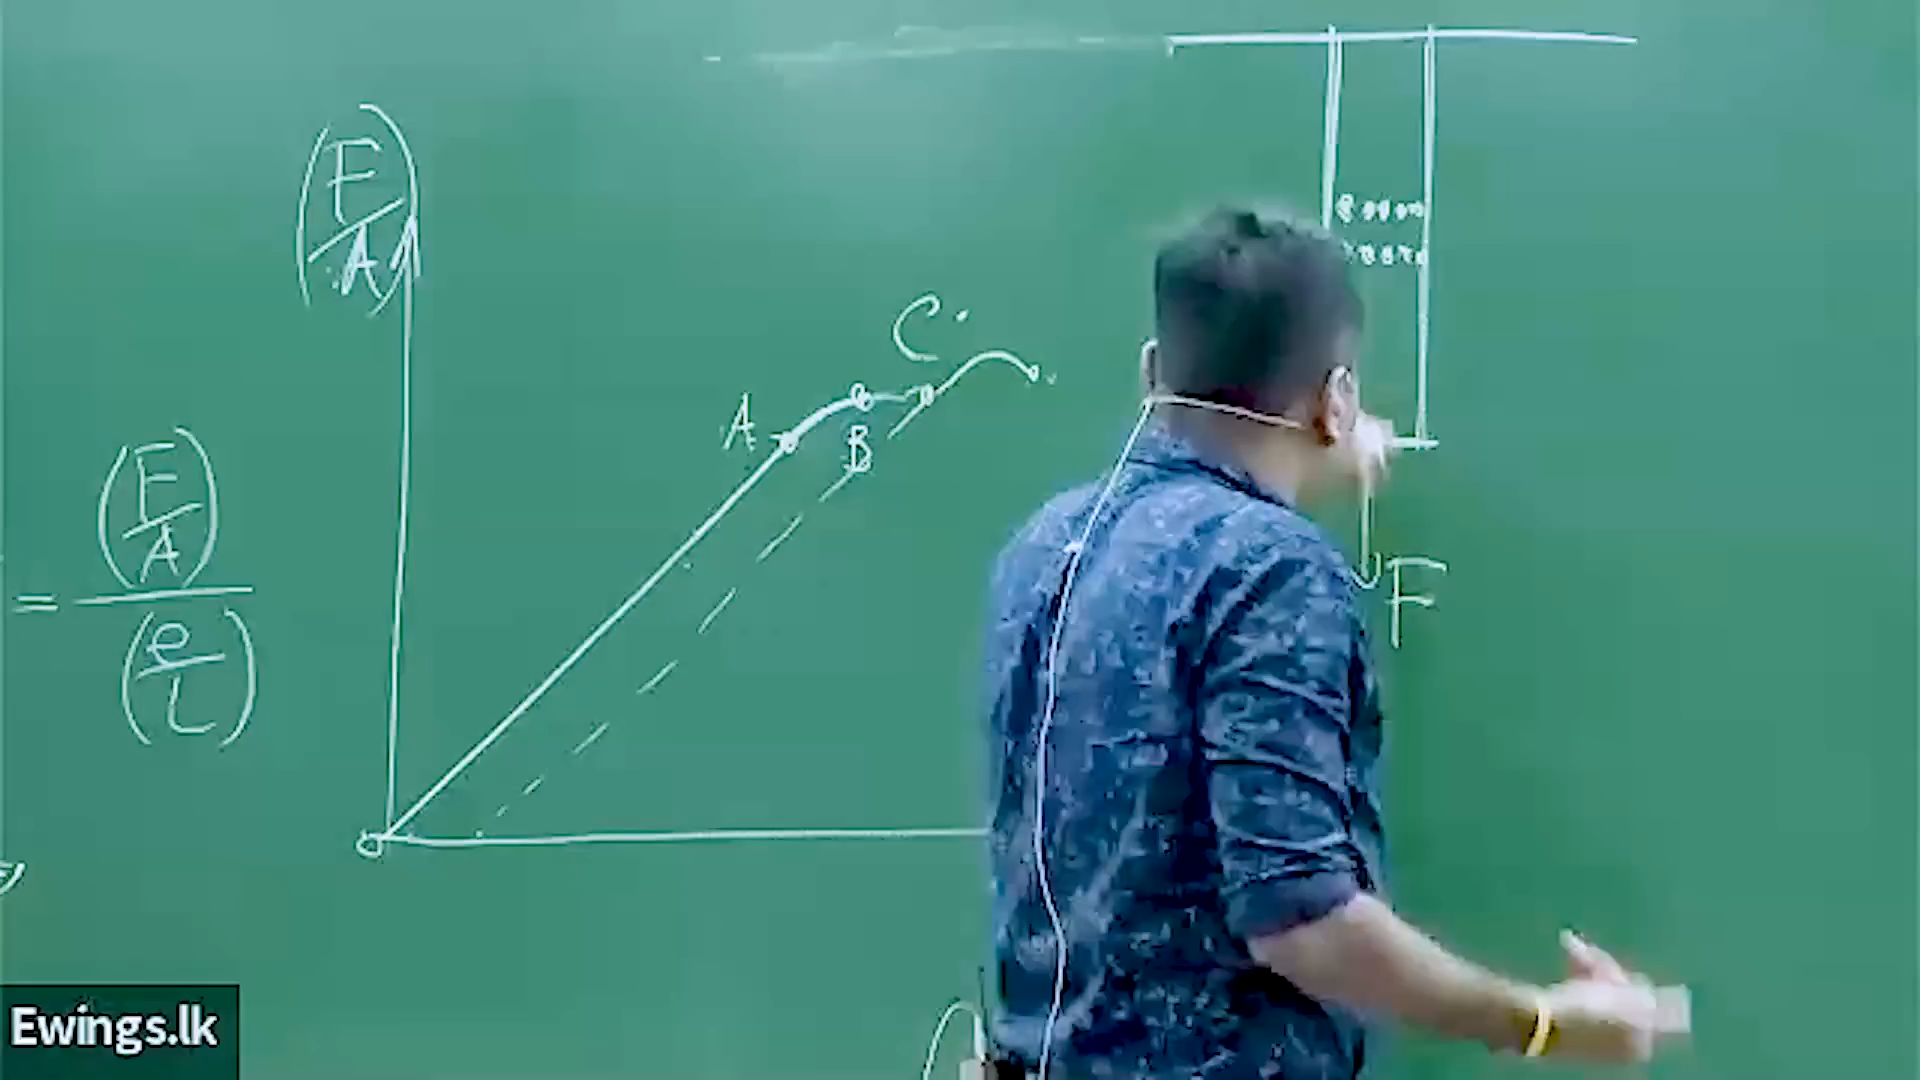 (F/A)
C
A
B
= (F/A) / (e/L)
F
O
Ewings.lk